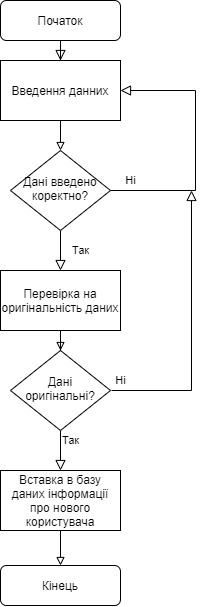 Початок
Введення данних
Дані введено
коректно?
Ні
Так
Перевірка на
оригінальність даних
Дані
оригінальні?
Ні
Так
Вставка в базу
даних інформації
про нового
користувача
Кінець